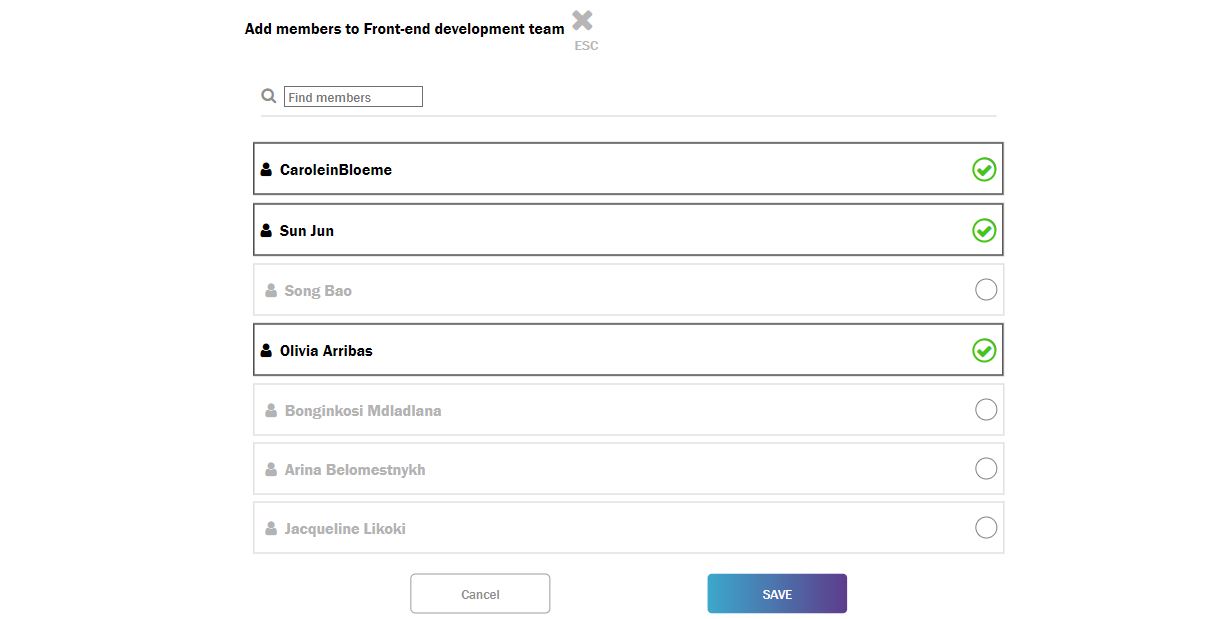 Add members to Front-end development team
ESC
Find members
CaroleinBloeme
Sun Jun
Song Bao
Olivia Arribas
Bonginkosi Mdladlana
Arina Belomestnykh
Jacqueline Likoki
Cancel
SAVE